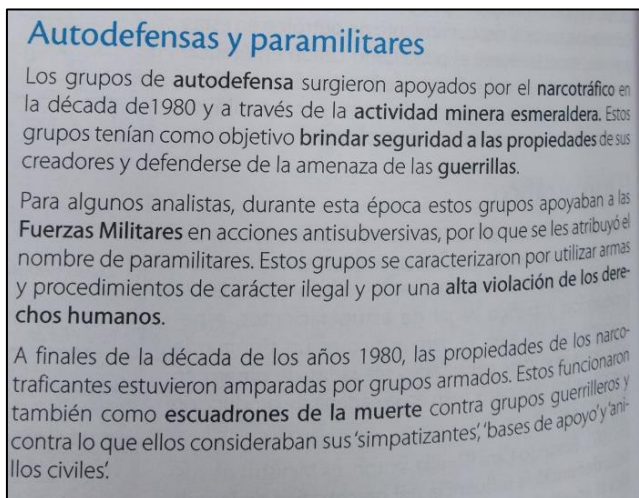 Autodefensas y paramilitares
Los grupos de autodefensa surgieron apoyados por el narcotráfico en
la década de1980 y a través de la actividad minera esmeraldera. Estos
grupos tenían como objetivo brindar seguridad a las propiedades de sus
creadores y defenderse de la amenaza de las guerrillas.
Para algunos analistas, durante esta época estos grupos apoyaban a las
Fuerzas Militares en acciones antisubversivas, por lo que se les atribuyó el
nombre de paramilitares. Estos grupos se caracterizaron por utilizar armas
y procedimientos de carácter ilegal y por una alta violación de los dere-
chos humanos.
A finales de la década de los años 1980, las propiedades de los narco-
traficantes estuvieron amparadas por grupos armados. Estos funcionaron
también como escuadrones de la muerte contra grupos guerrilleros y
contra lo que ellos consideraban sus 'simpatizantes', 'bases de apoyo' y 'ani-
llos civiles'.